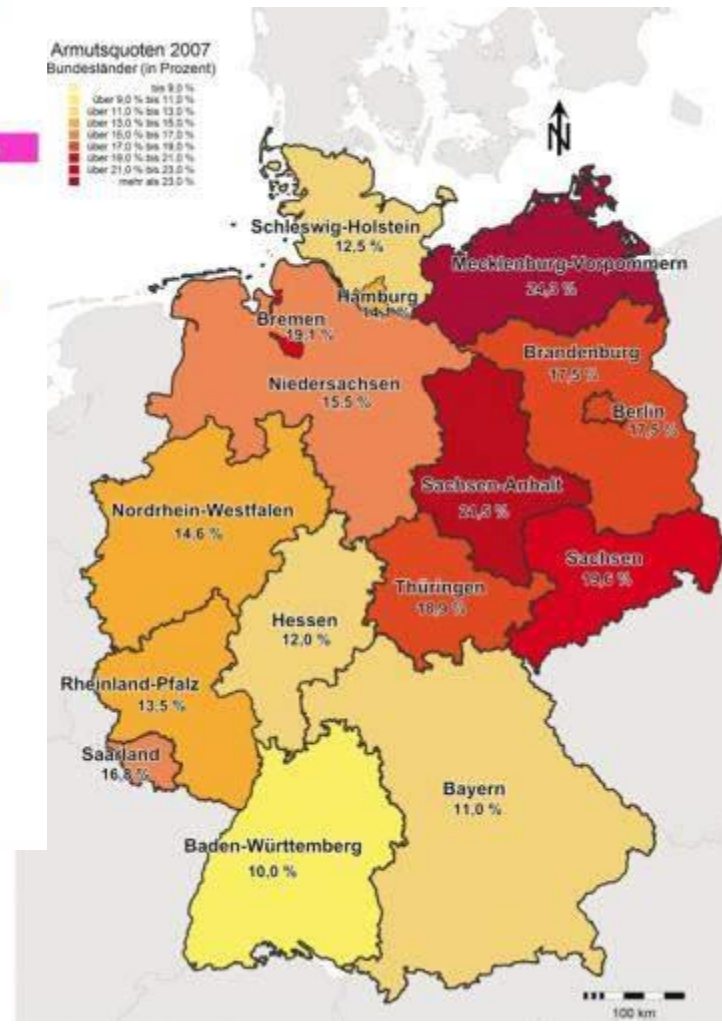 Armutsquoten 2007
Bundesländer (in Prozent)
bis 9,0 %
über 9,0 % bis 11,0 %
über 11,0 % bis 13,0 %
über 13,0 % bis 15,0 %
über 15,0 % bis 17,0 %
über 17,0 % bis 19,0 %
über 19,0 % bis 21,0 %
über 21,0 % bis 23,0 %
mehr als 23,0 %
N
Schleswig-Holstein
12,5 %
Mecklenburg-Vorpommern
24,3 %
Hamburg
14,1 %
Bremen
19,1 %
Brandenburg
17,5 %
Niedersachsen
15.5 %
Berlin
17,5 %
Sachsen-Anhalt
21,5 %
Nordrhein-Westfalen
14,6 %
Sachsen
19,6 %
Thüringen
18,9 %
Hessen
12,0 %
Rheinland-Pfalz
13,5 %
Saarland
16,8 %
Bayern
11,0 %
Baden-Württemberg
10,0 %
100 km